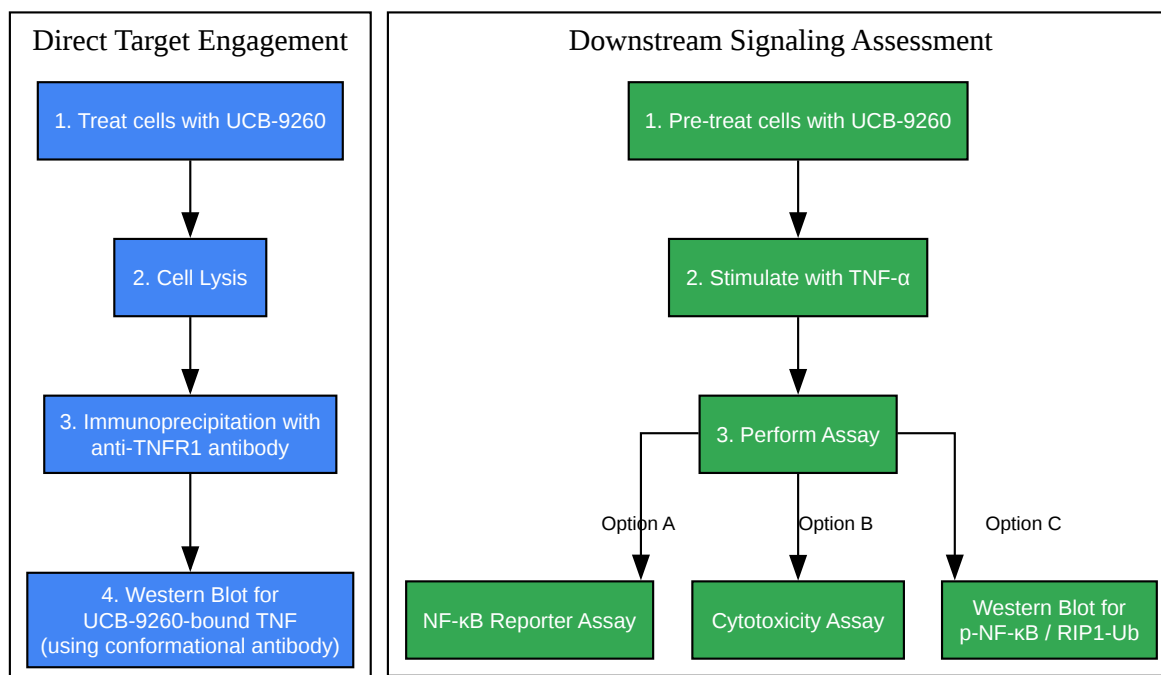 Direct Target Engagement
1. Treat cells with UCB-9260
2. Cell Lysis
3. Immunoprecipitation with
anti-TNFR1 antibody
4. Western Blot for
UCB-9260-bound TNF
(using conformational antibody)
Downstream Signaling Assessment
1. Pre-treat cells with UCB-9260
2. Stimulate with TNF-α
3. Perform Assay
Option A
Option B
Option C
NF-κB Reporter Assay
Cytotoxicity Assay
Western Blot for
p-NF-κB / RIP1-Ub